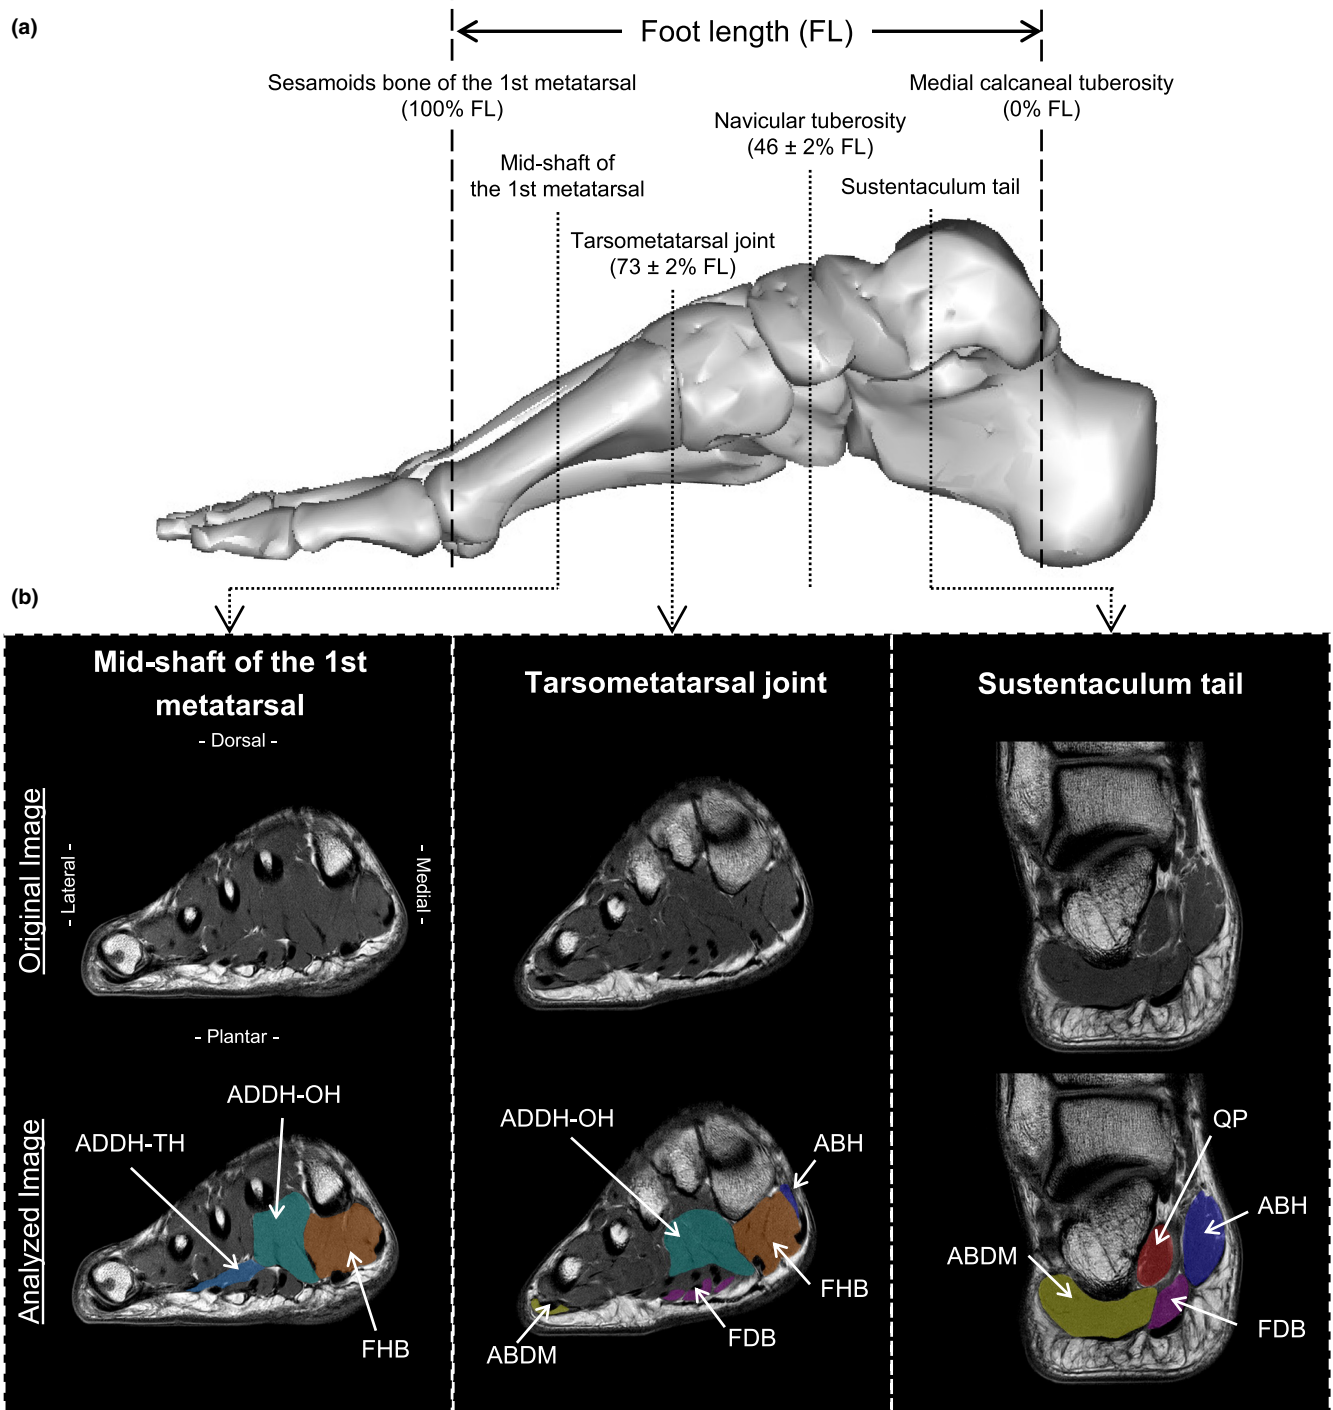 (a)
Foot length (FL)
Sesamoids bone of the 1st metatarsal
(100% FL)
Medial calcaneal tuberosity
(0% FL)
Navicular tuberosity
(46 ± 2% FL)
Mid-shaft of
the 1st metatarsal
Sustentaculum tail
Tarsometatarsal joint
(73 ± 2% FL)
(b)
Mid-shaft of the 1st
metatarsal
Tarsometatarsal joint
Sustentaculum tail
- Dorsal -
Original Image
- Lateral -
- Medial -
- Plantar -
Analyzed Image
ADDH-OH
ADDH-TH
FHB
ADDH-OH
ABH
FHB
FDB
ABDM
QP
ABH
ABDM
FDB